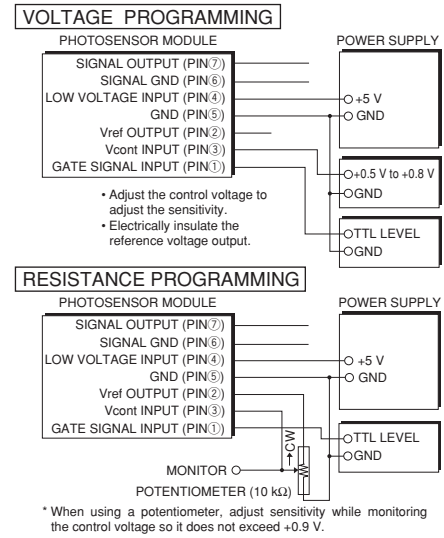 VOLTAGE PROGRAMMING
PHOTOSENSOR MODULE
POWER SUPPLY
SIGNAL OUTPUT (PIN⑦)
SIGNAL GND (PIN⑥)
LOW VOLTAGE INPUT (PIN④)
GND (PIN⑤)
Vref OUTPUT (PIN②)
Vcont INPUT (PIN③)
GATE SIGNAL INPUT (PIN①)
+5 V
GND
+0.5 V to +0.8 V
GND
TTL LEVEL
GND
• Adjust the control voltage to
adjust the sensitivity.
• Electrically insulate the
reference voltage output.
RESISTANCE PROGRAMMING
PHOTOSENSOR MODULE
POWER SUPPLY
SIGNAL OUTPUT (PIN⑦)
SIGNAL GND (PIN⑥)
LOW VOLTAGE INPUT (PIN④)
GND (PIN⑤)
Vref OUTPUT (PIN②)
Vcont INPUT (PIN③)
GATE SIGNAL INPUT (PIN①)
+5 V
GND
TTL LEVEL
GND
CW
MONITOR
POTENTIOMETER (10 kΩ)
* When using a potentiometer, adjust sensitivity while monitoring
the control voltage so it does not exceed +0.9 V.